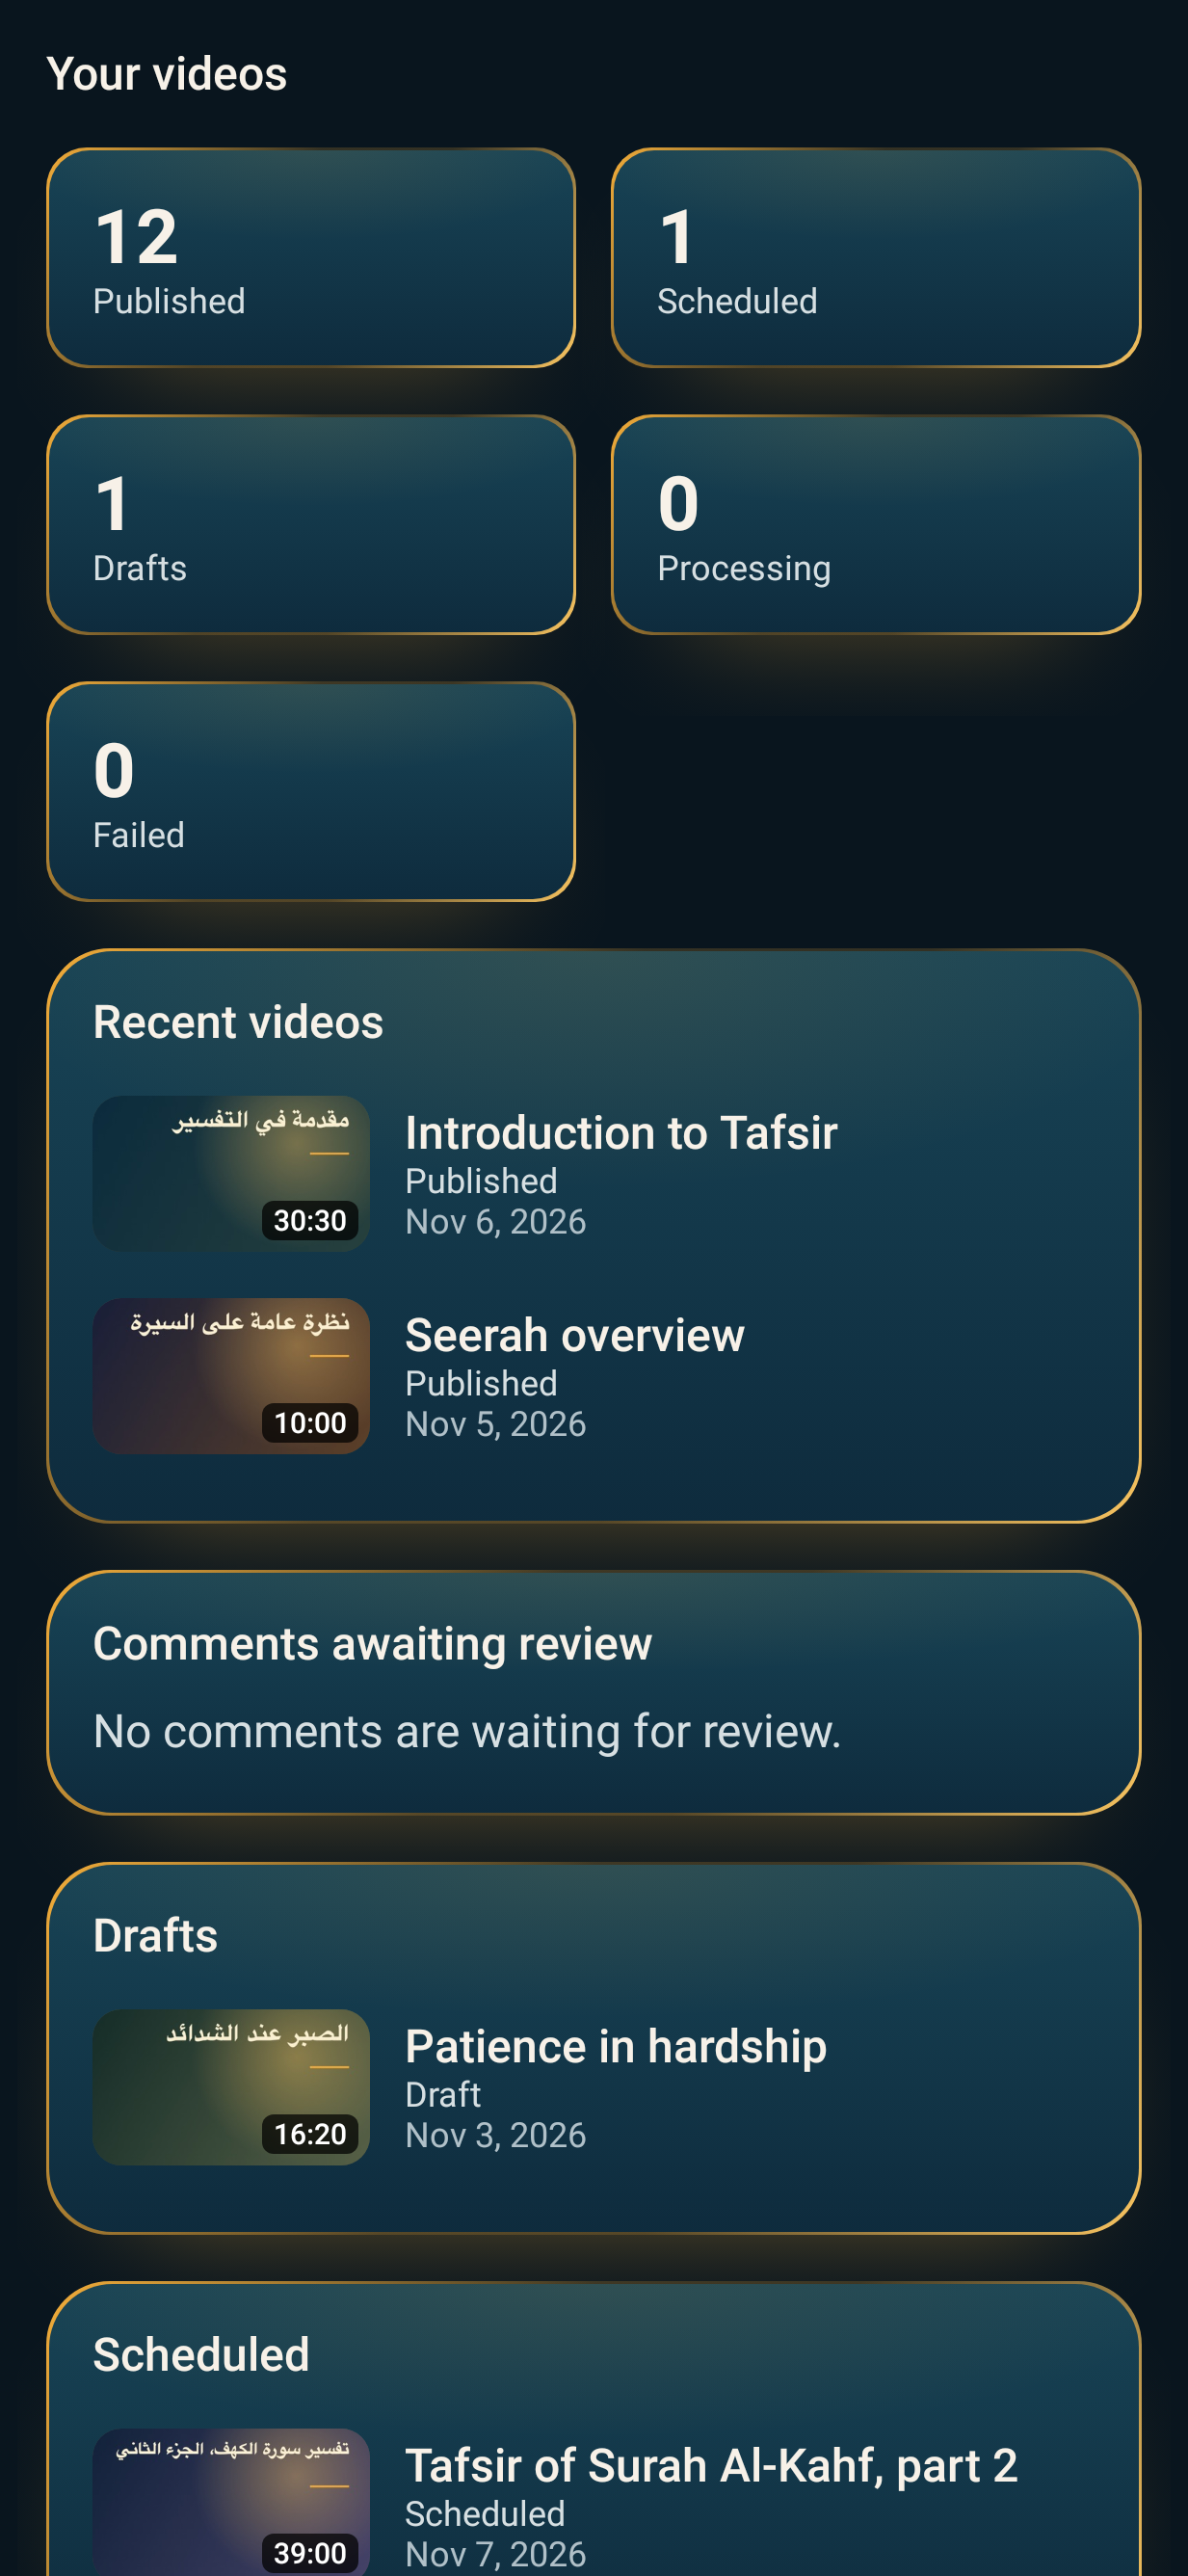 Your videos
12
Published
1
Scheduled
1
Drafts
0
Processing
0
Failed
Recent videos
مقدمة في التفسير
30:30
Introduction to Tafsir
Published
Nov 6, 2026
نظرة عامة على السيرة
10:00
Seerah overview
Published
Nov 5, 2026
Comments awaiting review
No comments are waiting for review.
Drafts
الصبر عند الشدائد
16:20
Patience in hardship
Draft
Nov 3, 2026
Scheduled
تفسير سورة الكهف، الجزء الثاني
39:00
Tafsir of Surah Al-Kahf, part 2
Scheduled
Nov 7, 2026